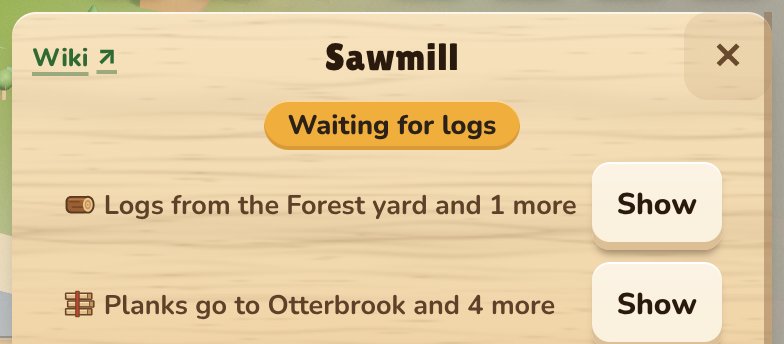 Wiki ↗
Sawmill
×
Waiting for logs
Logs from the Forest yard and 1 more
Show
Planks go to Otterbrook and 4 more
Show